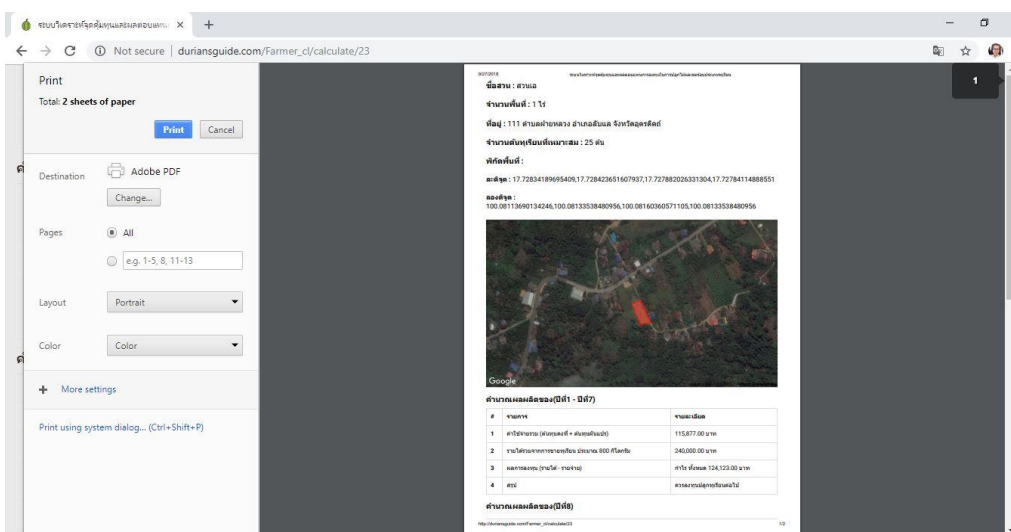 ระบบวิเคราะห์จุดคุ้มทุนและผลตอบแทน
Not secure | duriansguide.com/Farmer_cl/calculate/23
Print
Total: 2 sheets of paper
Print Cancel
Destination Adobe PDF
Change...
Pages All
e.g. 1-5, 8, 11-13
Layout Portrait
Color Color
+ More settings
Print using system dialog... (Ctrl+Shift+P)
1
9/27/2018
ชื่อสวน : สวนเอ
จำนวนพื้นที่ : 1 ไร่
ที่อยู่ : 111 ตำบลฝายหลวง อำเภอลับแล จังหวัดอุตรดิตถ์
จำนวนต้นทุเรียนที่เหมาะสม : 25 ต้น
พิกัดพื้นที่ :
ละติจูด : 17.72834189695409,17.728423651607937,17.727882026331304,17.72784114888551
ลองติจูด :
100.08113690134246,100.08133538480956,100.08160360571105,100.08133538480956
Google
คำนวณผลผลิตของ(ปีที่1 - ปีที่7)
# รายการ รายละเอียด
1 ค่าใช้จ่ายรวม (ต้นทุนคงที่ + ต้นทุนผันแปร) 115,877.00 บาท
2 รายได้รวมจากการขายทุเรียน ประมาณ 800 กิโลกรัม 240,000.00 บาท
3 ผลการลงทุน (รายได้ - รายจ่าย) กำไร ทั้งหมด 124,123.00 บาท
4 สรุป ควรลงทุนปลูกทุเรียนต่อไป
คำนวณผลผลิตของ(ปีที่8)
http://duriansguide.com/Farmer_cl/calculate/23 1/2